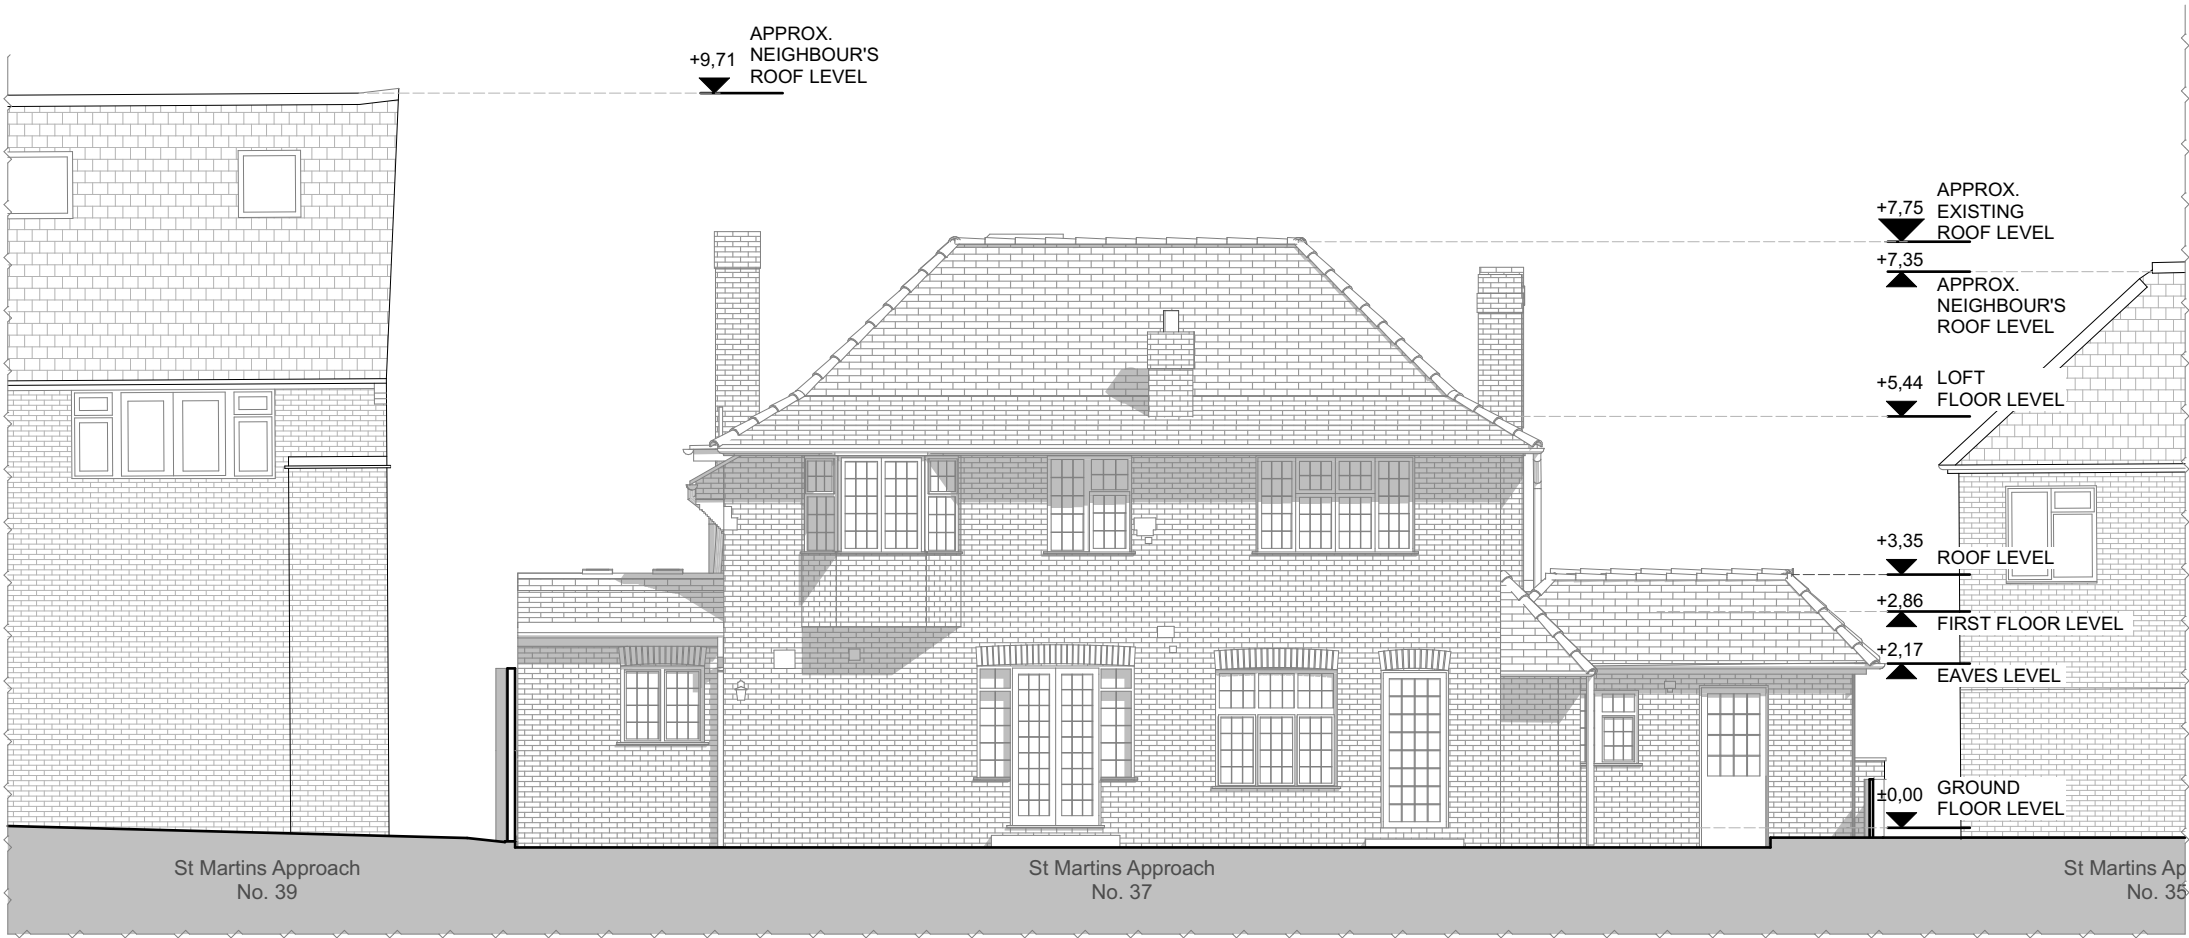 +9,71
APPROX.
NEIGHBOUR'S
ROOF LEVEL
+7,75
APPROX.
EXISTING
ROOF LEVEL
+7,35
APPROX.
NEIGHBOUR'S
ROOF LEVEL
+5,44
LOFT
FLOOR LEVEL
+3,35
ROOF LEVEL
+2,86
FIRST FLOOR LEVEL
+2,17
EAVES LEVEL
±0,00
GROUND
FLOOR LEVEL
St Martins Approach
No. 39
St Martins Approach
No. 37
St Martins Ap
No. 35